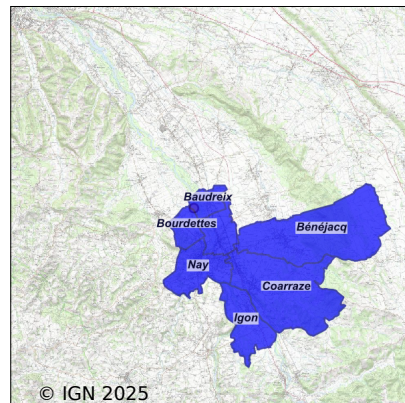 Baudreix
Bourdettes
Bénéjacq
Nay
Coarraze
Igon
© IGN 2025